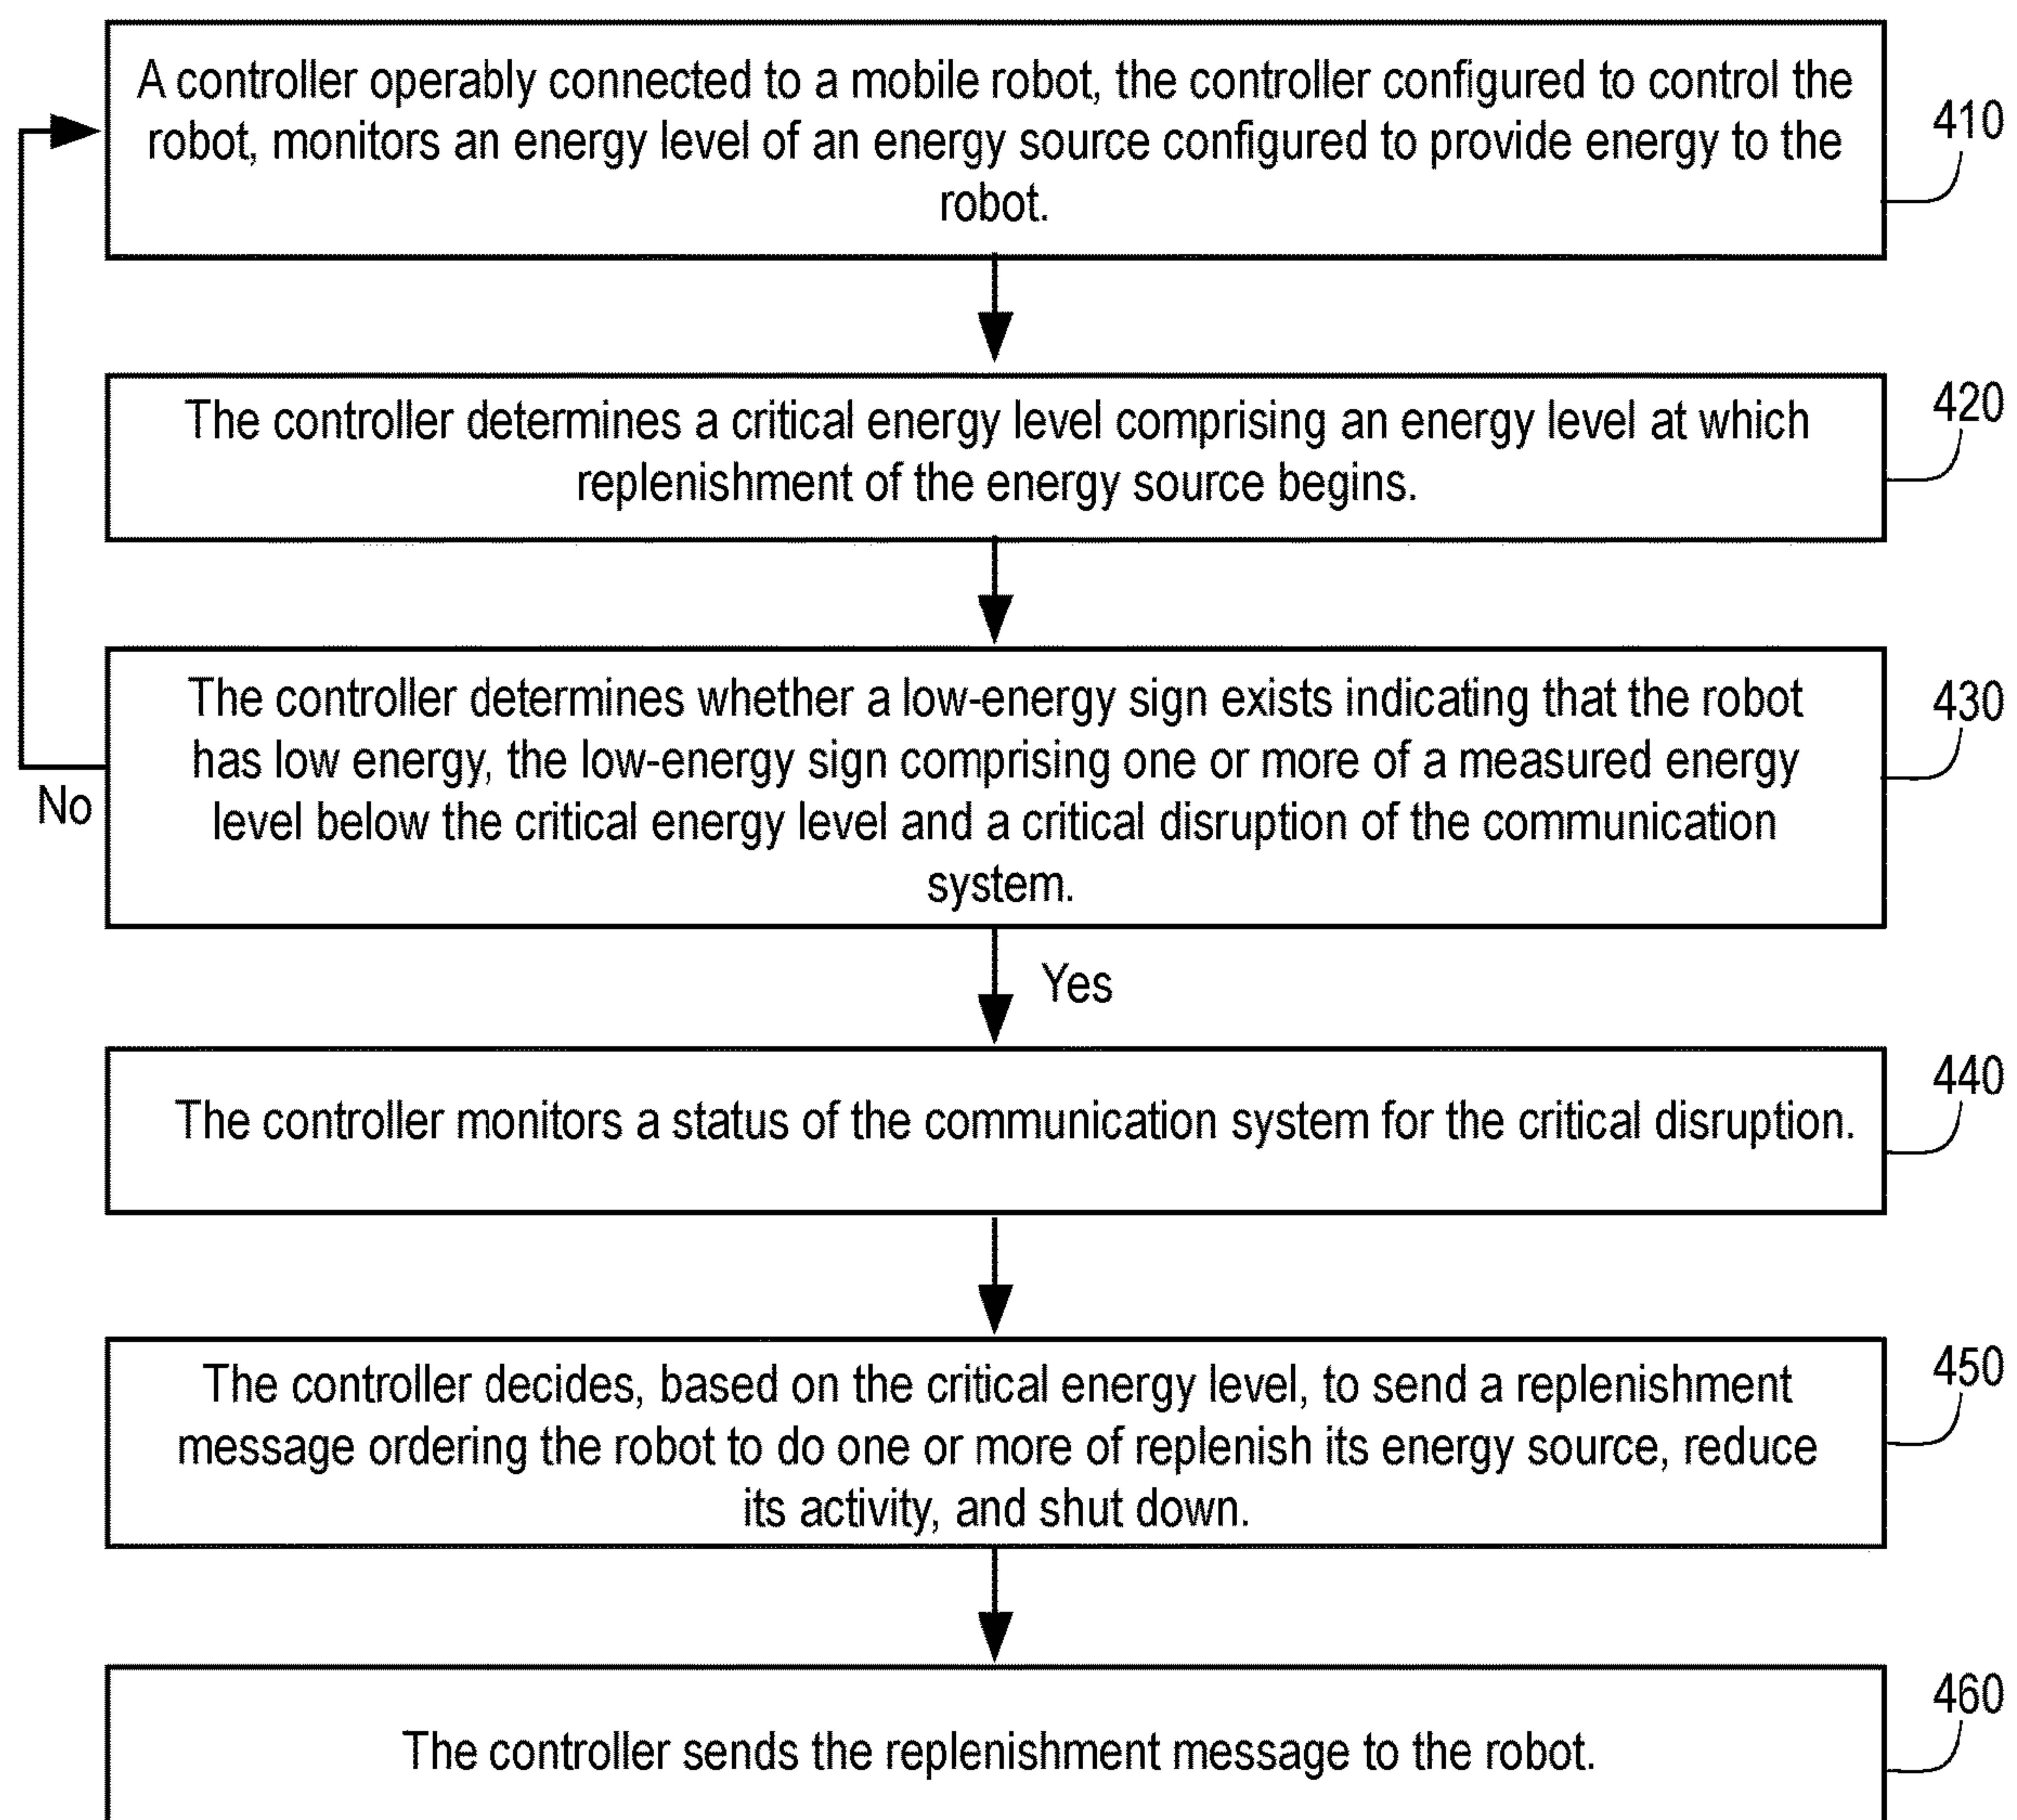 A controller operably connected to a mobile robot, the controller configured to control the
robot, monitors an energy level of an energy source configured to provide energy to the
robot.
410
The controller determines a critical energy level comprising an energy level at which
replenishment of the energy source begins.
420
The controller determines whether a low-energy sign exists indicating that the robot
has low energy, the low-energy sign comprising one or more of a measured energy
level below the critical energy level and a critical disruption of the communication
system.
430
No
Yes
The controller monitors a status of the communication system for the critical disruption.
440
The controller decides, based on the critical energy level, to send a replenishment
message ordering the robot to do one or more of replenish its energy source, reduce
its activity, and shut down.
450
The controller sends the replenishment message to the robot.
460